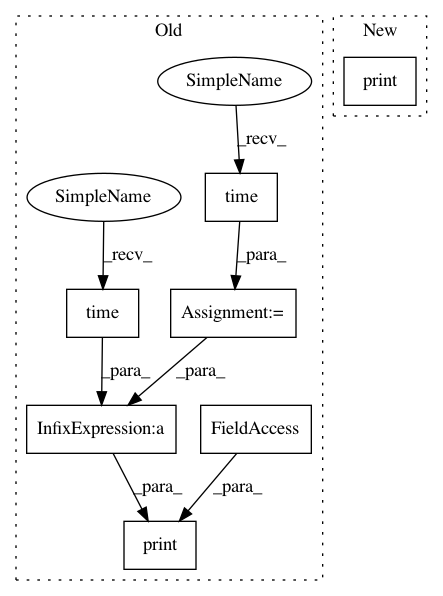 Old
New
SimpleName
print
_recv_
SimpleName
time
_recv_
_para_
time
Assignment:=
_para_
_para_
InfixExpression:a
FieldAccess
_para_
_para_
print